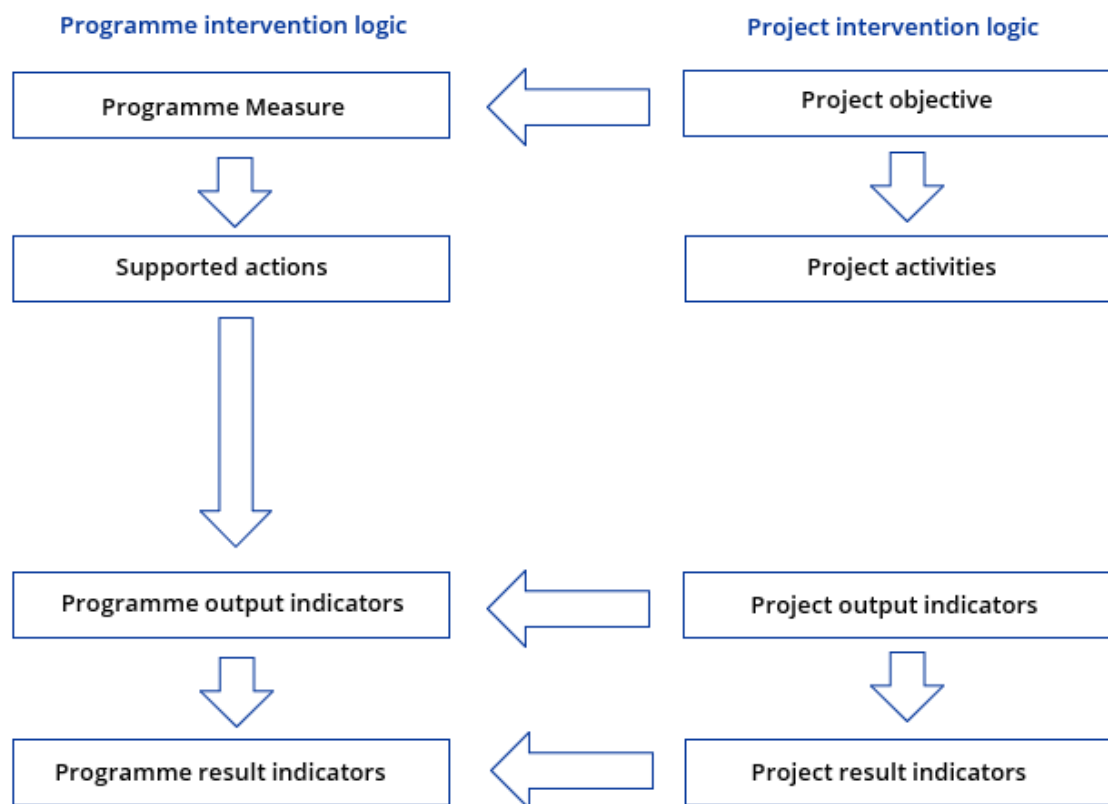 Programme intervention logic
Project intervention logic
Programme Measure
Project objective
Supported actions
Project activities
Programme output indicators
Project output indicators
Programme result indicators
Project result indicators